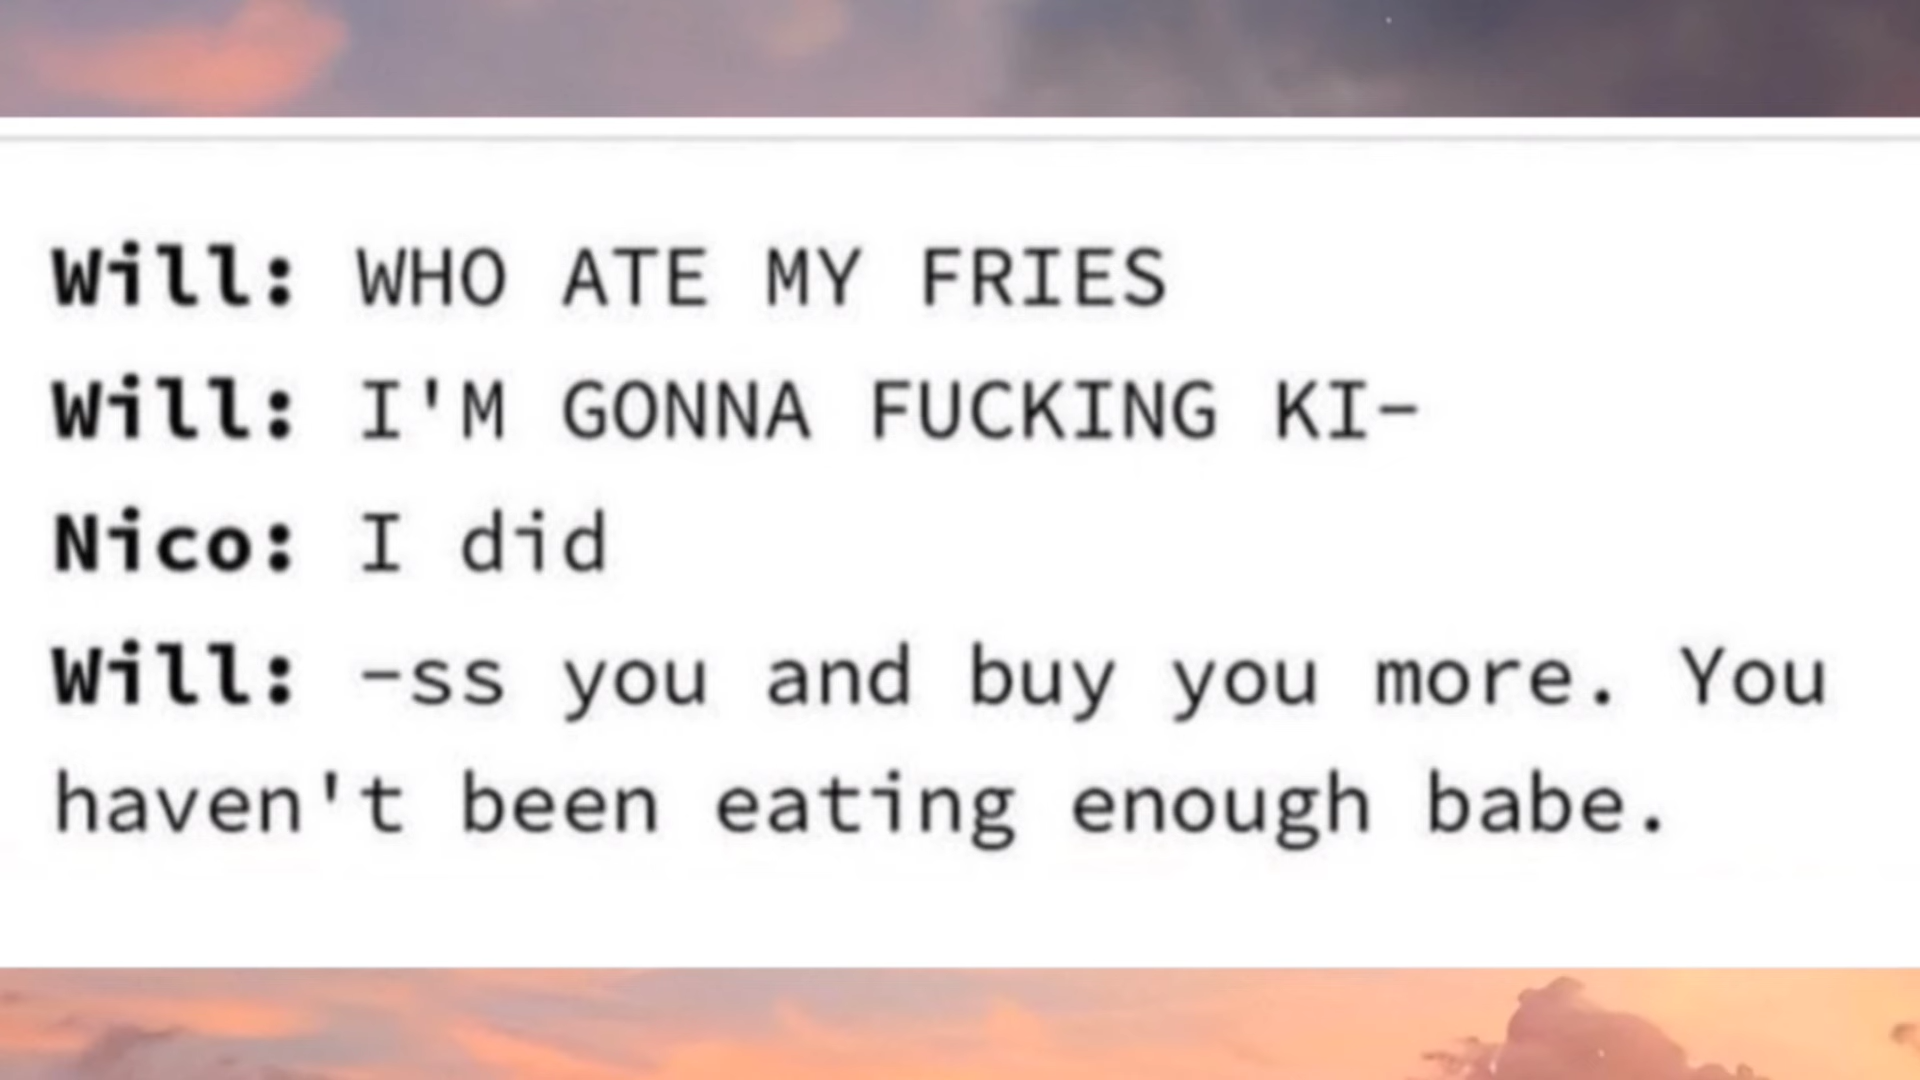 Will: WHO ATE MY FRIES
Will: I'M GONNA FUCKING KI-
Nico: I did
Will: -ss you and buy you more. You
haven't been eating enough babe.